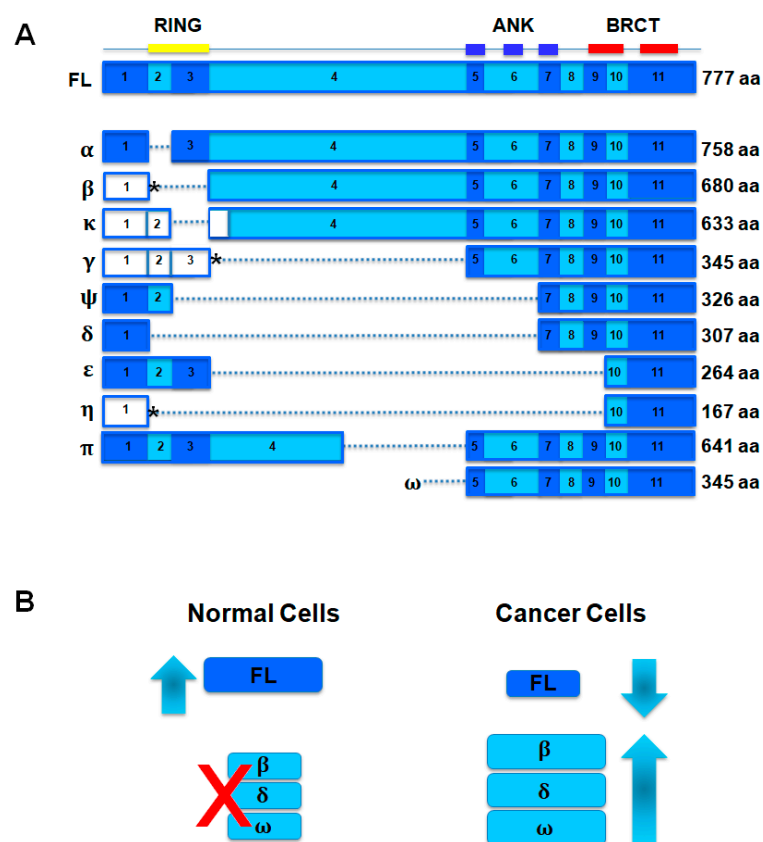 A
RING ANK BRCT
FL 1 2 3 4 5 6 7 8 9 10 11 777 aa
α 1 3 4 5 6 7 8 9 10 11 758 aa
β 1 * 4 5 6 7 8 9 10 11 680 aa
κ 1 2 4 5 6 7 8 9 10 11 633 aa
γ 1 2 3 * 5 6 7 8 9 10 11 345 aa
ψ 1 2 7 8 9 10 11 326 aa
δ 1 7 8 9 10 11 307 aa
ε 1 2 3 10 11 264 aa
η 1 * 10 11 167 aa
π 1 2 3 4 5 6 7 8 9 10 11 641 aa
ω 5 6 7 8 9 10 11 345 aa
B
Normal Cells Cancer Cells
FL FL
β β
δ δ
ω ω